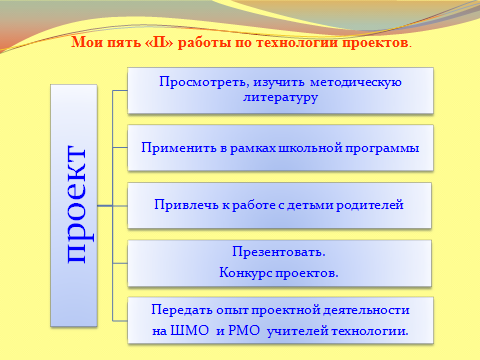 Мои пять «П» работы по технологии проектов.
проект
Просмотреть, изучить методическую
литературу
Применить в рамках школьной программы
Привлечь к работе с детьми родителей
Презентовать.
Конкурс проектов.
Передать опыт проектной деятельности
на ШМО и РМО учителей технологии.